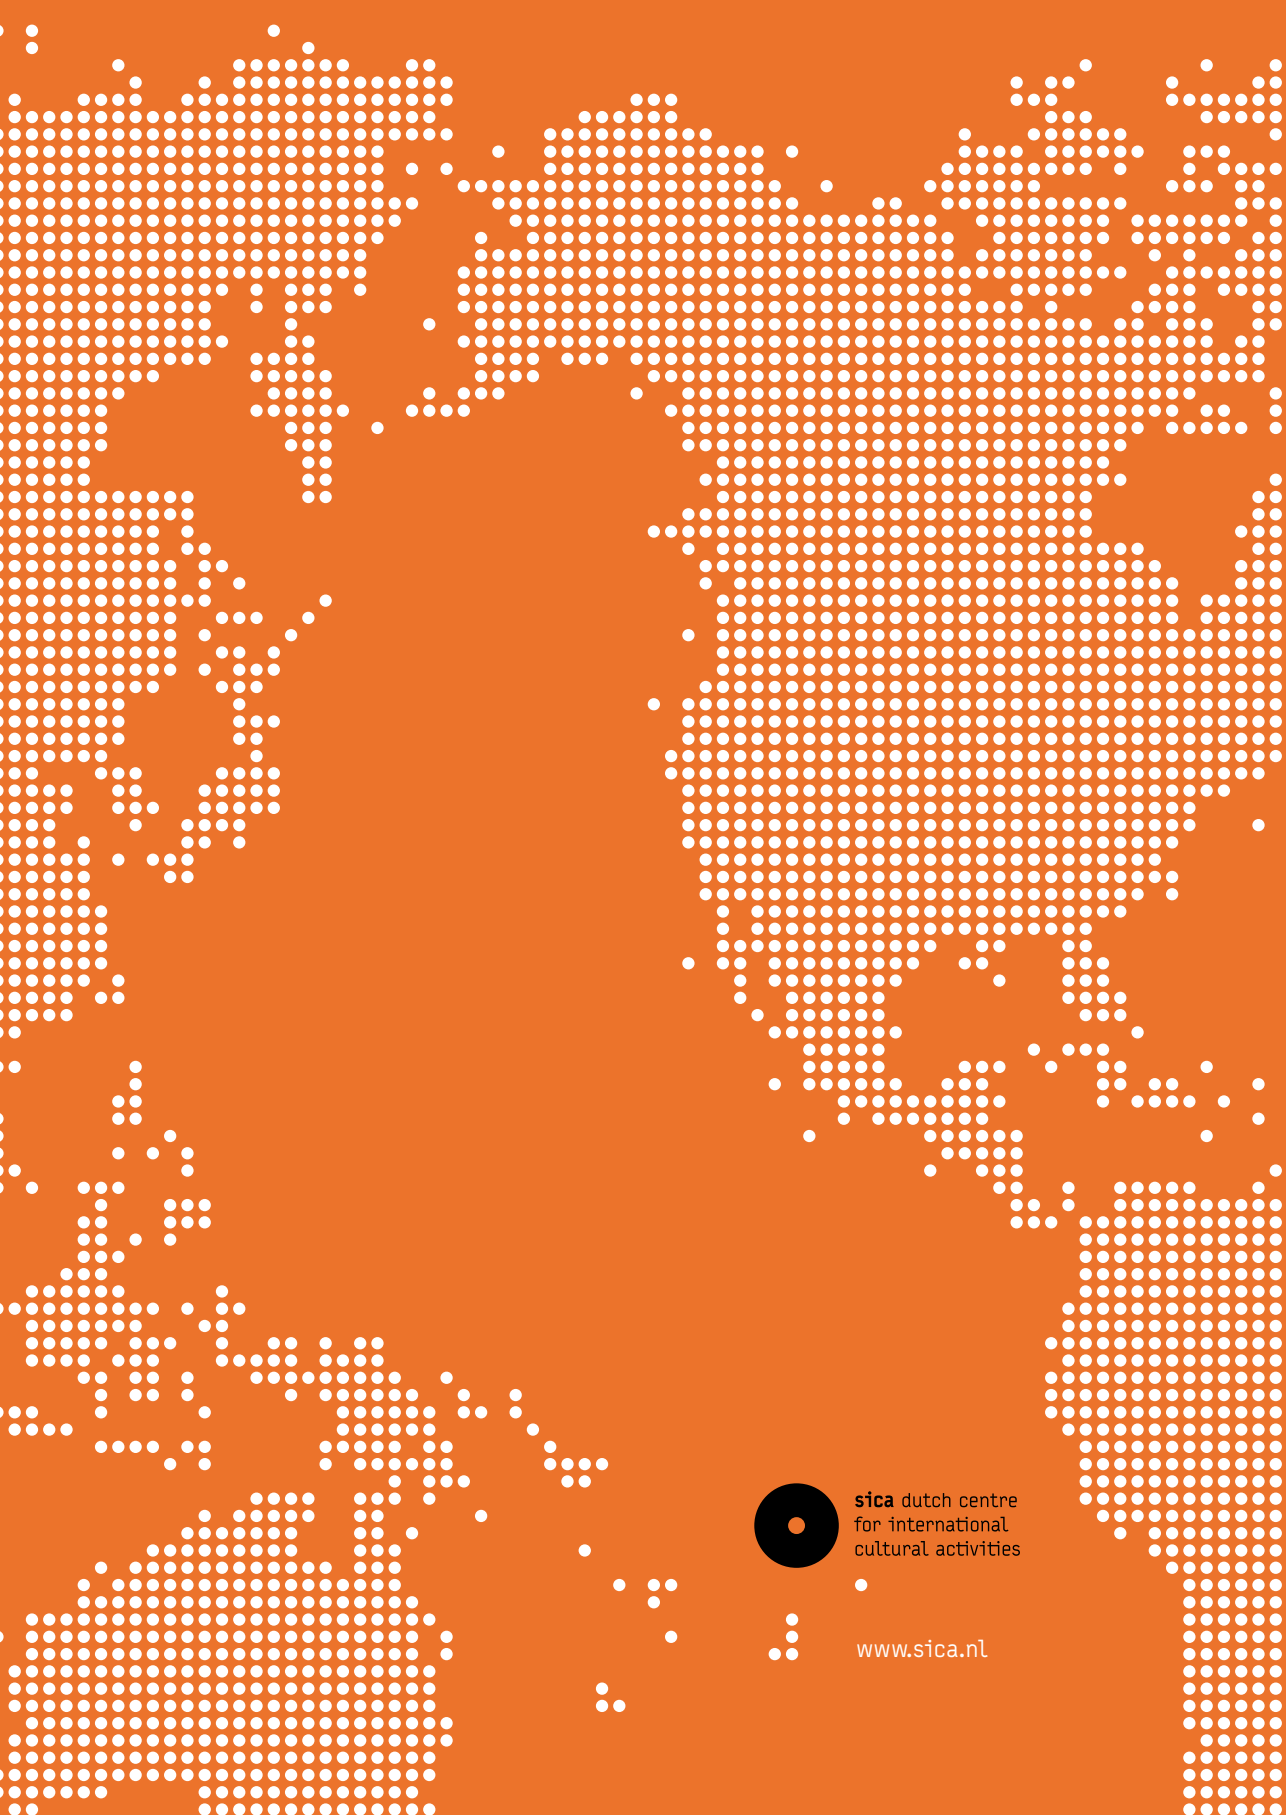 sica dutch centre
for international
cultural activities
www.sica.nl